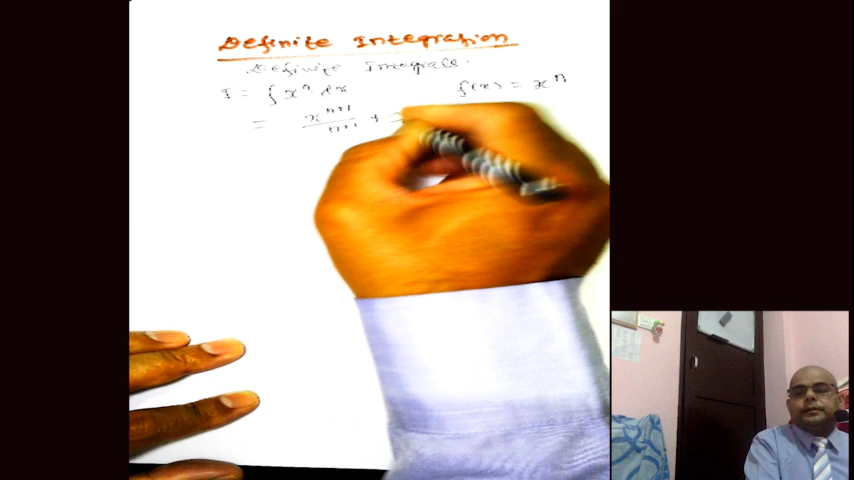 Definite Integration
Definite Integrals.
I = ∫ xⁿ dx f(x) = xⁿ
= xⁿ⁺¹/n+1 +